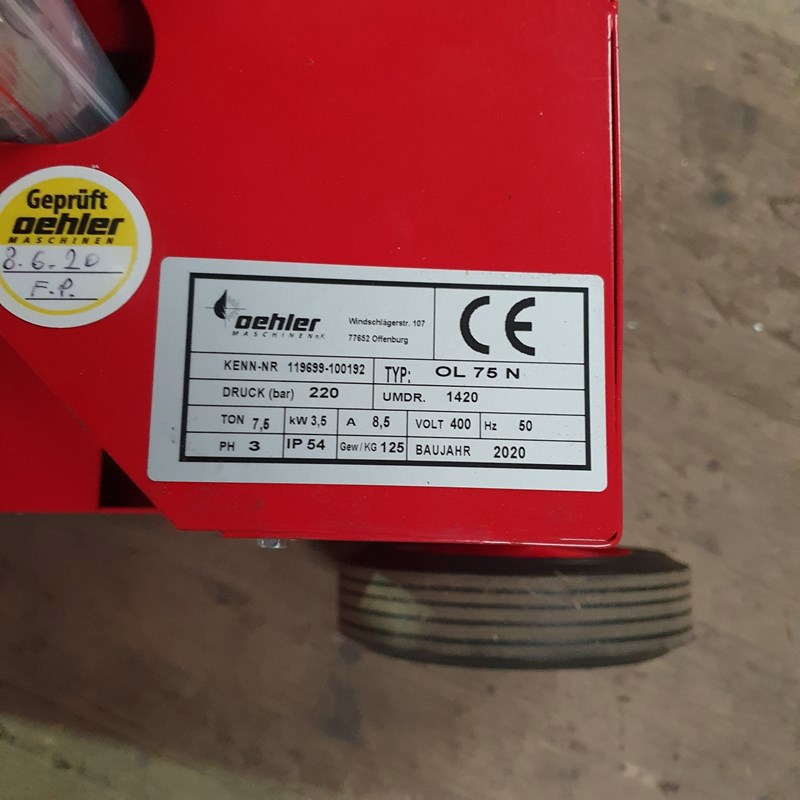 Geprüft
oehler
MASCHINEN
8.6.20
F.P.
oehler
MASCHINEN e.K.
Windschlägerstr. 107
77652 Offenburg
CE
KENN-NR 119699-100192 TYP: OL 75 N
DRUCK (bar) 220 UMDR. 1420
TON 7,5 kW 3,5 A 8,5 VOLT 400 Hz 50
PH 3 IP 54 Gew/KG 125 BAUJAHR 2020